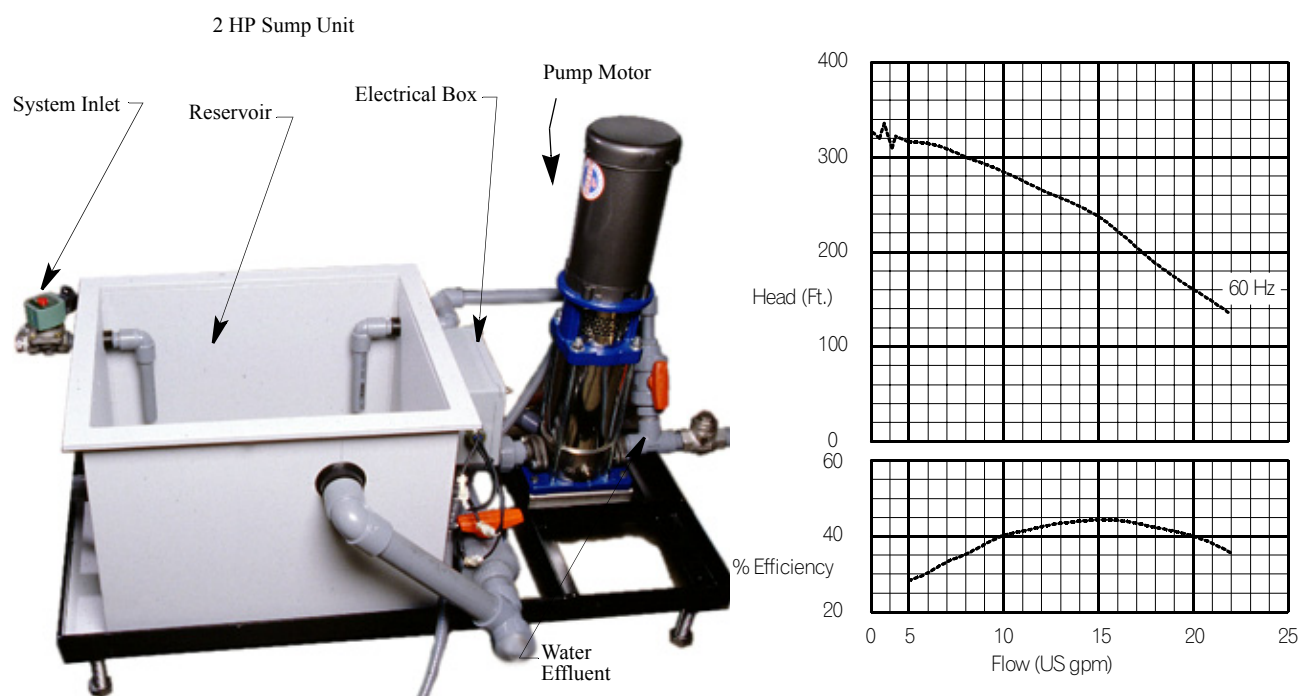 2 HP Sump Unit
System Inlet
Reservoir
Electrical Box
Pump Motor
Water
Effluent
400
300
200
Head (Ft.)
100
0
60 Hz
60
40
% Efficiency
20
0 5 10 15 20 25
Flow (US gpm)